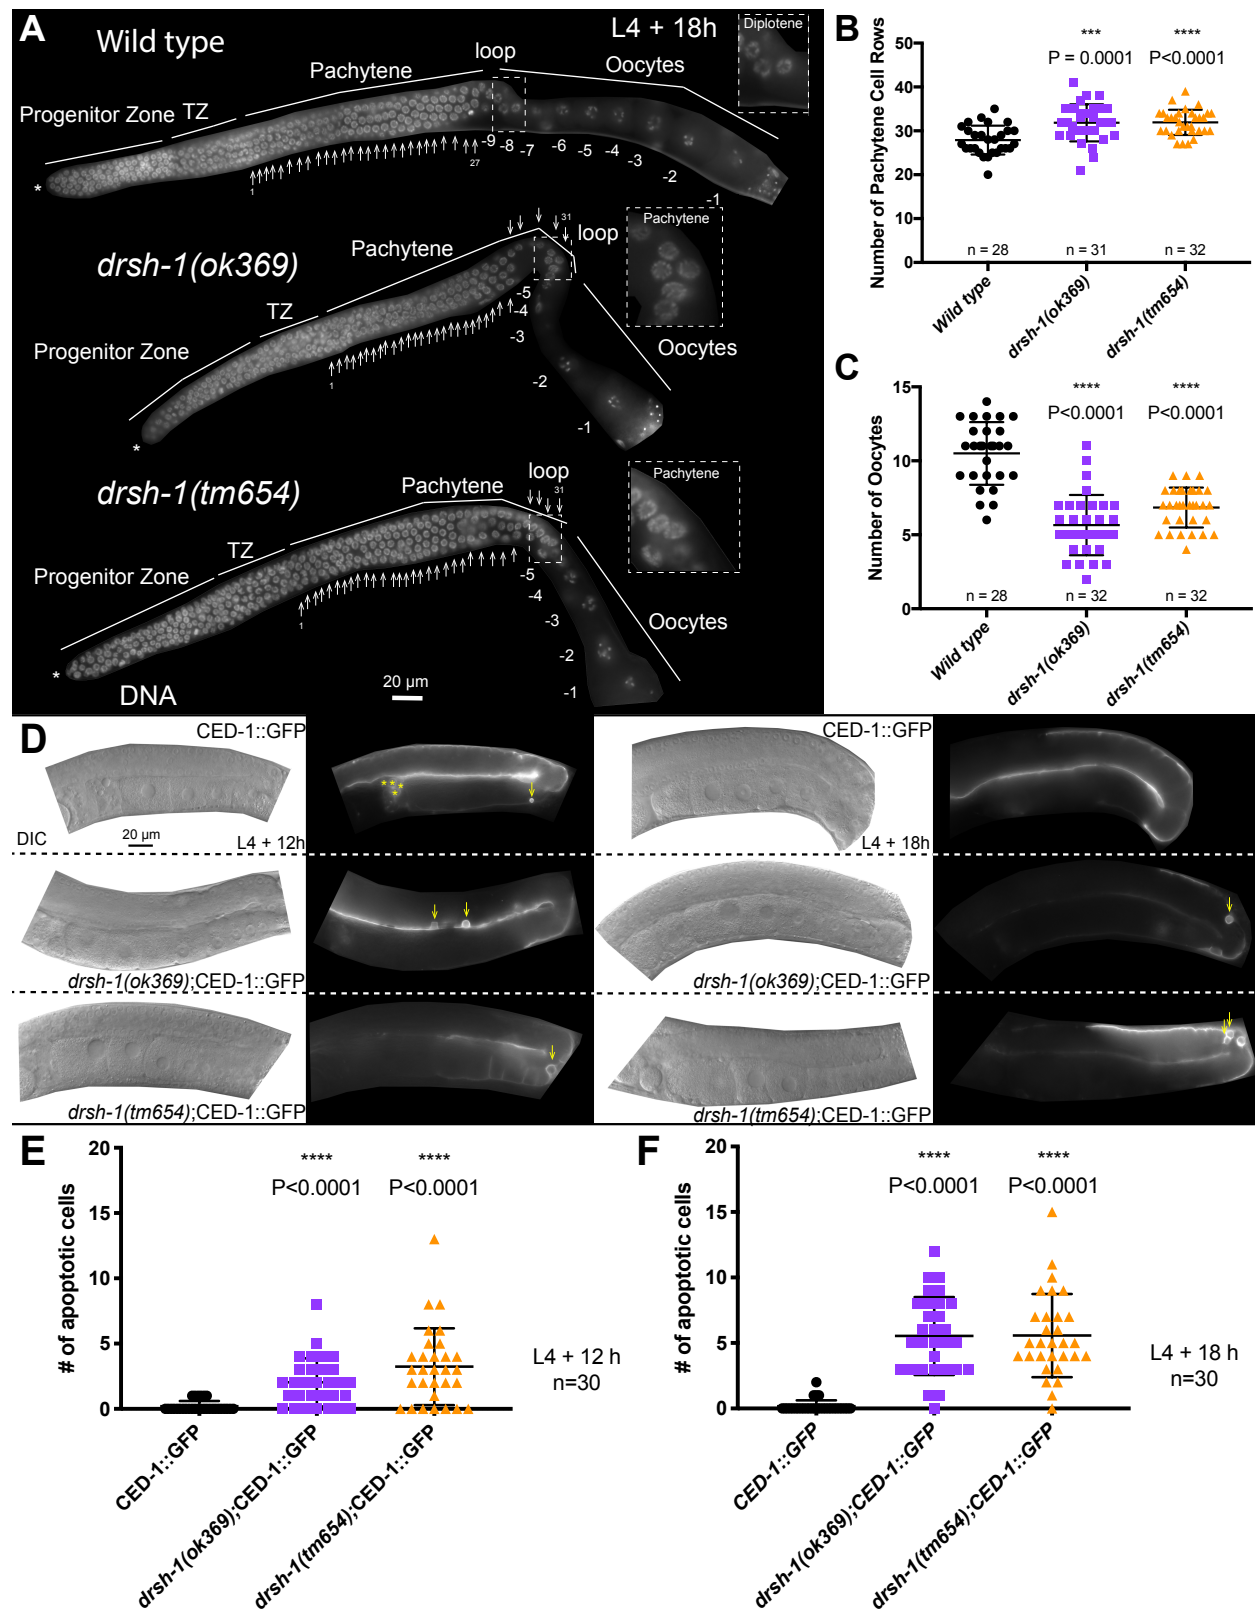 A
Wild type
L4 + 18h
Diplotene
loop
Pachytene
Oocytes
TZ
Progenitor Zone
*
1
27
-9
-8
-7
-6
-5
-4
-3
-2
-1
drsh-1(ok369)
Pachytene
31
loop
Pachytene
TZ
Progenitor Zone
Oocytes
*
1
-5
-4
-3
-2
-1
drsh-1(tm654)
Pachytene
loop
31
Pachytene
TZ
Progenitor Zone
Oocytes
*
1
-5
-4
-3
-2
-1
DNA
20 µm
B
Number of Pachytene Cell Rows
50
40
30
20
10
0
***
P = 0.0001
****
P<0.0001
n = 28
n = 31
n = 32
Wild type
drsh-1(ok369)
drsh-1(tm654)
C
Number of Oocytes
15
10
5
0
****
P<0.0001
****
P<0.0001
n = 28
n = 32
n = 32
Wild type
drsh-1(ok369)
drsh-1(tm654)
D
CED-1::GFP
DIC
20 µm
L4 + 12h
* * *
*
CED-1::GFP
L4 + 18h
drsh-1(ok369);CED-1::GFP
drsh-1(ok369);CED-1::GFP
drsh-1(tm654);CED-1::GFP
drsh-1(tm654);CED-1::GFP
E
# of apoptotic cells
20
15
10
5
0
****
P<0.0001
****
P<0.0001
L4 + 12 h
n=30
CED-1::GFP
drsh-1(ok369);CED-1::GFP
drsh-1(tm654);CED-1::GFP
F
# of apoptotic cells
20
15
10
5
0
****
P<0.0001
****
P<0.0001
L4 + 18 h
n=30
CED-1::GFP
drsh-1(ok369);CED-1::GFP
drsh-1(tm654);CED-1::GFP